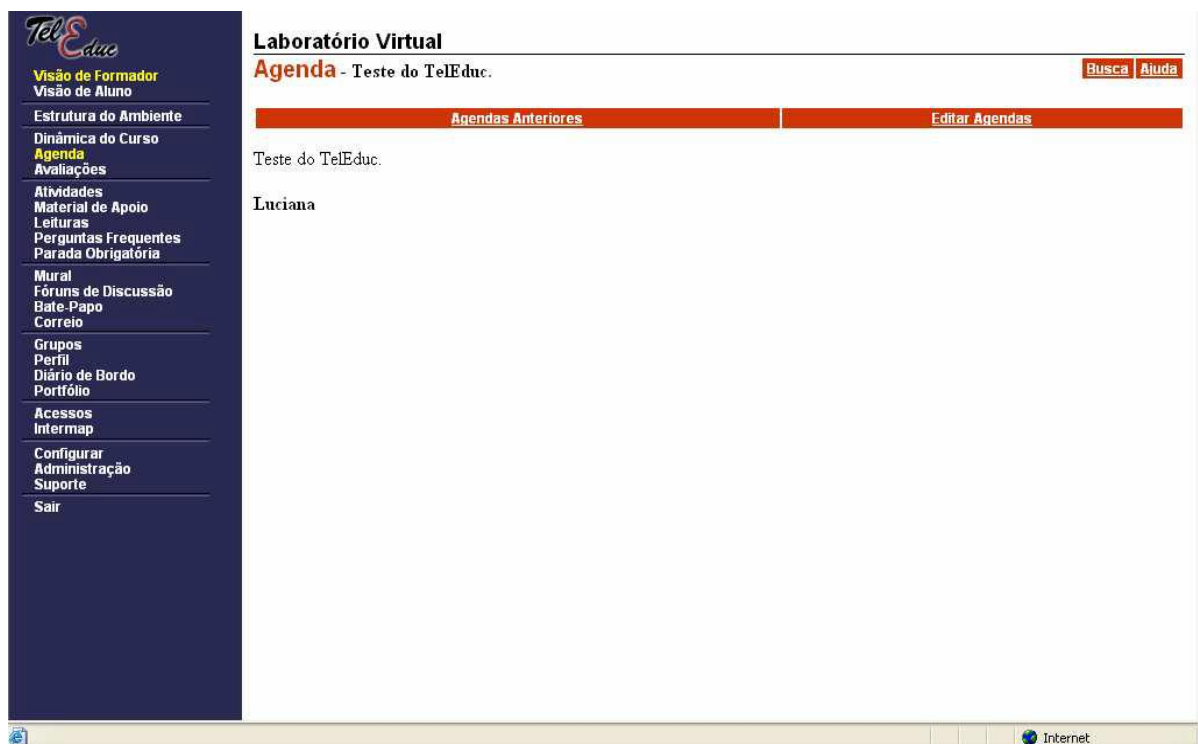 TelEduc
Visão de Formador
Visão de Aluno
Estrutura do Ambiente
Dinâmica do Curso
Agenda
Avaliações
Atividades
Material de Apoio
Leituras
Perguntas Frequentes
Parada Obrigatória
Mural
Fóruns de Discussão
Bate-Papo
Correio
Grupos
Perfil
Diário de Bordo
Portfólio
Acessos
Intermap
Configurar
Administração
Suporte
Sair
Laboratório Virtual
Agenda - Teste do TelEduc.
Busca Ajuda
Agendas Anteriores Editar Agendas
Teste do TelEduc.
Luciana
Internet